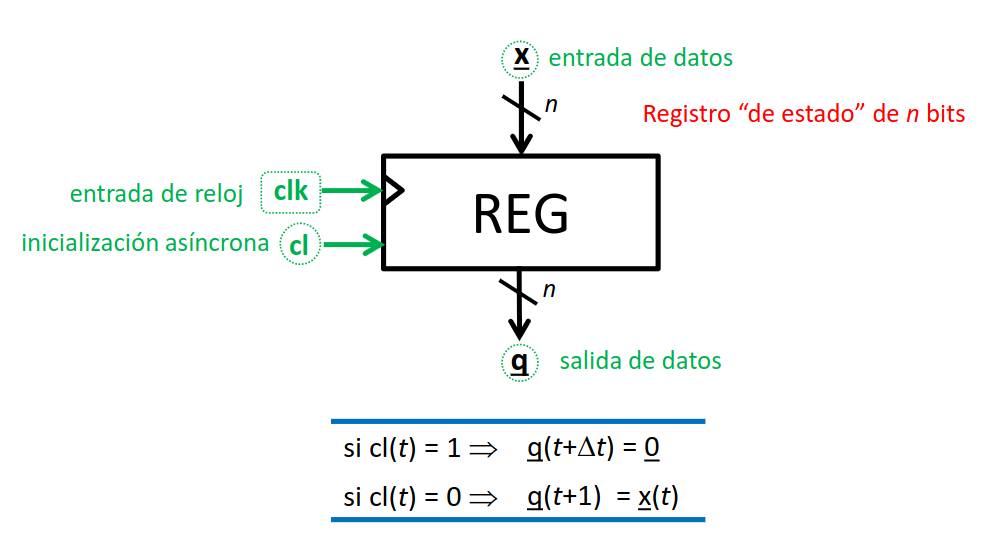 x entrada de datos
n
Registro “de estado” de n bits
entrada de reloj clk
REG
inicialización asíncrona cl
n
q salida de datos
si cl(t) = 1 ⇒ q(t+Δt) = 0
si cl(t) = 0 ⇒ q(t+1) = x(t)